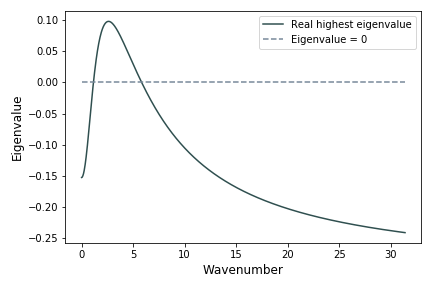 Real highest eigenvalue
Eigenvalue = 0
Eigenvalue
0.10
0.05
0.00
−0.05
−0.10
−0.15
−0.20
−0.25
0 5 10 15 20 25 30
Wavenumber